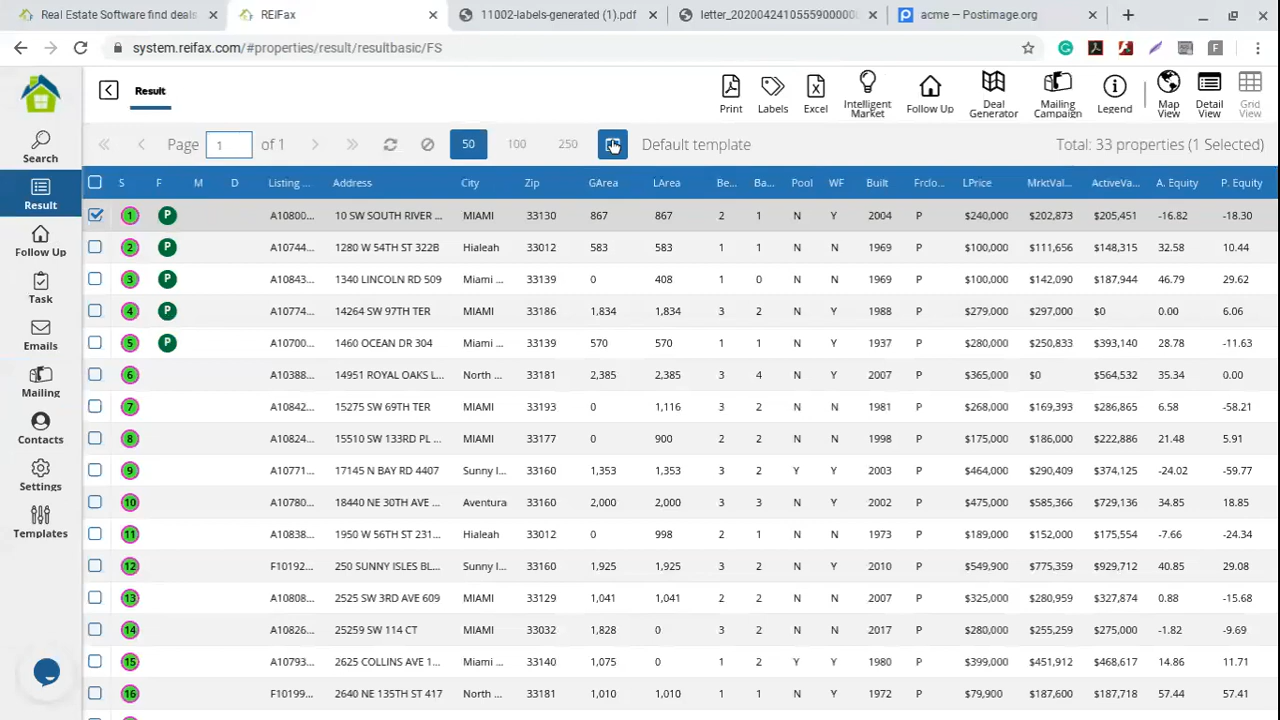 Real Estate Software find deals
REiFax
11002-labels-generated (1).pdf
letter_2020042410555900000
acme — Postimage.org
system.reifax.com/#properties/result/resultbasic/FS
Result
Print Labels Excel Intelligent Market Follow Up Deal Generator Mailing Campaign Legend Map View Detail View Grid View
Search
Result
Follow Up
Task
Emails
Mailing
Contacts
Settings
Templates
Page 1 of 1 50 100 250 Default template Total: 33 properties (1 Selected)
S F M D Listing ... Address City Zip GArea LArea Be... Ba... Pool WF Built Frclo... LPrice MrktVal... ActiveVa... A. Equity P. Equity
1 P A10800... 10 SW SOUTH RIVER ... MIAMI 33130 867 867 2 1 N Y 2004 P $240,000 $202,873 $205,451 -16.82 -18.30
2 P A10744... 1280 W 54TH ST 322B Hialeah 33012 583 583 1 1 N N 1969 P $100,000 $111,656 $148,315 32.58 10.44
3 P A10843... 1340 LINCOLN RD 509 Miami ... 33139 0 408 1 0 N N 1969 P $100,000 $142,090 $187,944 46.79 29.62
4 P A10774... 14264 SW 97TH TER MIAMI 33186 1,834 1,834 3 2 N Y 1988 P $279,000 $297,000 $0 0.00 6.06
5 P A10700... 1460 OCEAN DR 304 Miami ... 33139 570 570 1 1 N Y 1937 P $280,000 $250,833 $393,140 28.78 -11.63
6 A10388... 14951 ROYAL OAKS L... North ... 33181 2,385 2,385 3 4 N Y 2007 P $365,000 $0 $564,532 35.34 0.00
7 A10842... 15275 SW 69TH TER MIAMI 33193 0 1,116 3 2 N Y 1981 P $268,000 $169,393 $286,865 6.58 -58.21
8 A10824... 15510 SW 133RD PL ... MIAMI 33177 0 900 2 2 N N 1998 P $175,000 $186,000 $222,886 21.48 5.91
9 A10771... 17145 N BAY RD 4407 Sunny I... 33160 1,353 1,353 3 2 Y Y 2003 P $464,000 $290,409 $374,125 -24.02 -59.77
10 A10780... 18440 NE 30TH AVE ... Aventura 33160 2,000 2,000 3 3 N Y 2002 P $475,000 $585,366 $729,136 34.85 18.85
11 A10838... 1950 W 56TH ST 231... Hialeah 33012 0 998 2 1 N N 1973 P $189,000 $152,000 $175,554 -7.66 -24.34
12 F10192... 250 SUNNY ISLES BL... Sunny I... 33160 1,925 1,925 3 2 Y Y 2010 P $549,900 $775,359 $929,712 40.85 29.08
13 A10808... 2525 SW 3RD AVE 609 MIAMI 33129 1,041 1,041 2 2 N N 2007 P $325,000 $280,959 $327,874 0.88 -15.68
14 A10826... 25259 SW 114 CT MIAMI 33032 1,828 0 3 2 N N 2017 P $280,000 $255,259 $275,000 -1.82 -9.69
15 A10793... 2625 COLLINS AVE 1... Miami ... 33140 1,075 0 1 2 Y Y 1980 P $399,000 $451,912 $468,617 14.86 11.71
16 F10199... 2640 NE 135TH ST 417 North ... 33181 1,010 1,010 1 1 N Y 1972 P $79,900 $187,600 $187,718 57.44 57.41